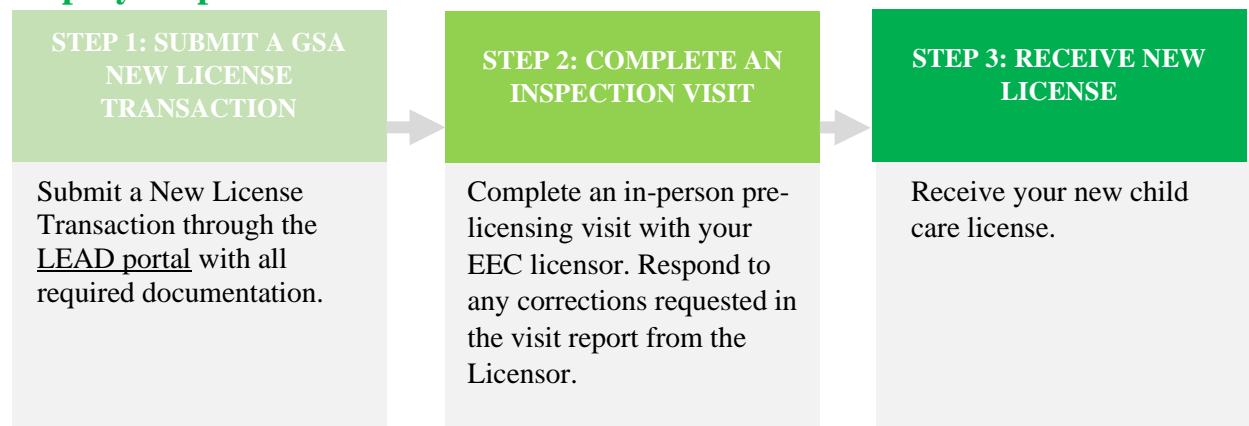 STEP 1: SUBMIT A GSA
NEW LICENSE
TRANSACTION
Submit a New License
Transaction through the
LEAD portal with all
required documentation.
STEP 2: COMPLETE AN
INSPECTION VISIT
Complete an in-person pre-
licensing visit with your
EEC licensor. Respond to
any corrections requested in
the visit report from the
Licensor.
STEP 3: RECEIVE NEW
LICENSE
Receive your new child
care license.